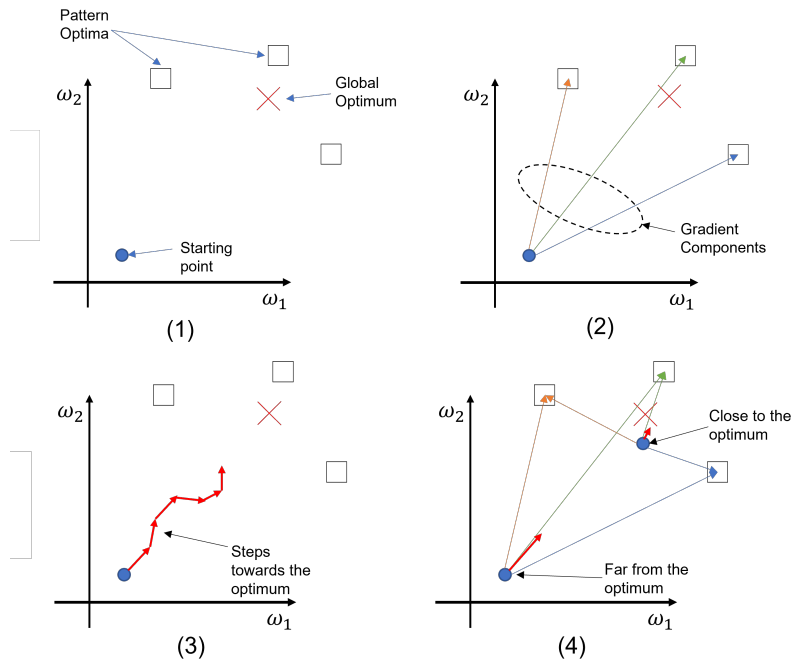 Pattern
Optima
ω₂
Global
Optimum
Starting
point
ω₁
(1)
ω₂
Gradient
Components
ω₁
(2)
ω₂
Steps
towards the
optimum
ω₁
(3)
ω₂
Close to the
optimum
Far from the
optimum
ω₁
(4)